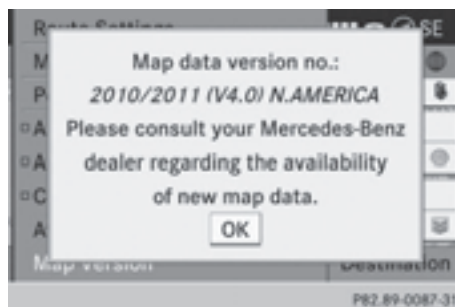 Route Settings
SE
M
Map data version no.:
P
2010/2011 (V4.0) N.AMERICA
A
Please consult your Mercedes-Benz
A
dealer regarding the availability
C
of new map data.
A
OK
Map Version
Destination
P82.89-0087-31